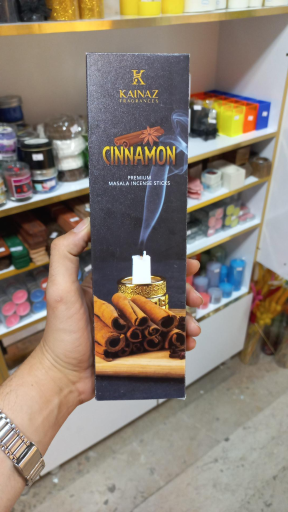 KAINAZ
FRAGRANCES
CINNAMON
PREMIUM
MASALA INCENSE STICKS